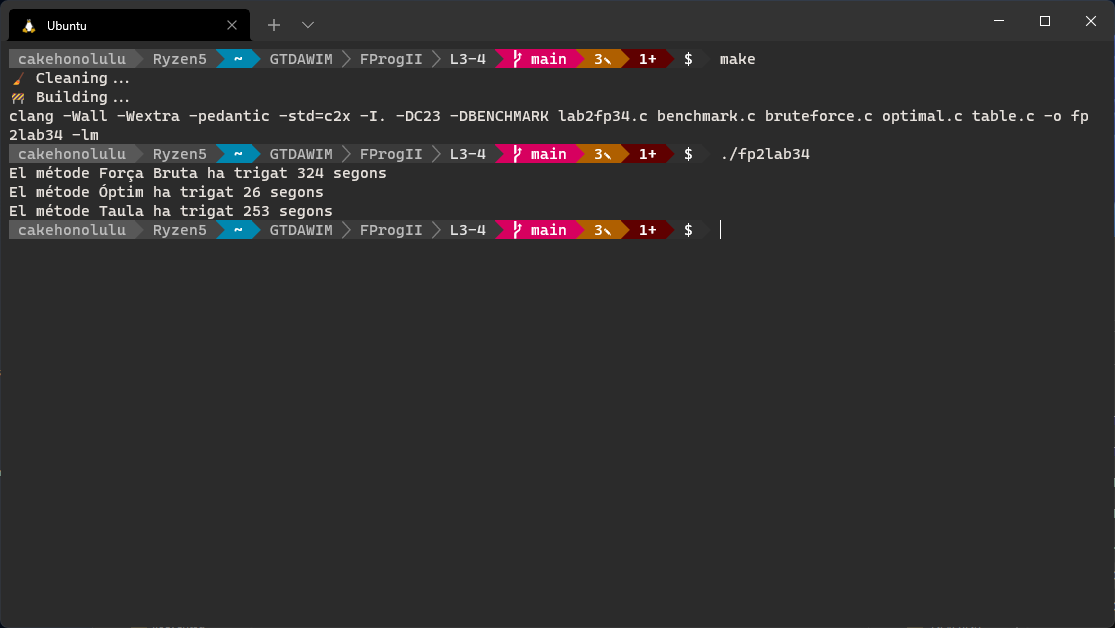 Ubuntu
cakehonolulu Ryzen5 ~ GTDAWIM FProgII L3-4 main 3 1+ $ make
Cleaning...
Building...
clang -Wall -Wextra -pedantic -std=c2x -I. -DC23 -DBENCHMARK lab2fp34.c benchmark.c bruteforce.c optimal.c table.c -o fp
2lab34 -lm
cakehonolulu Ryzen5 ~ GTDAWIM FProgII L3-4 main 3 1+ $ ./fp2lab34
El método Força Bruta ha trigat 324 segons
El métode Óptim ha trigat 26 segons
El métode Taula ha trigat 253 segons
cakehonolulu Ryzen5 ~ GTDAWIM FProgII L3-4 main 3 1+ $